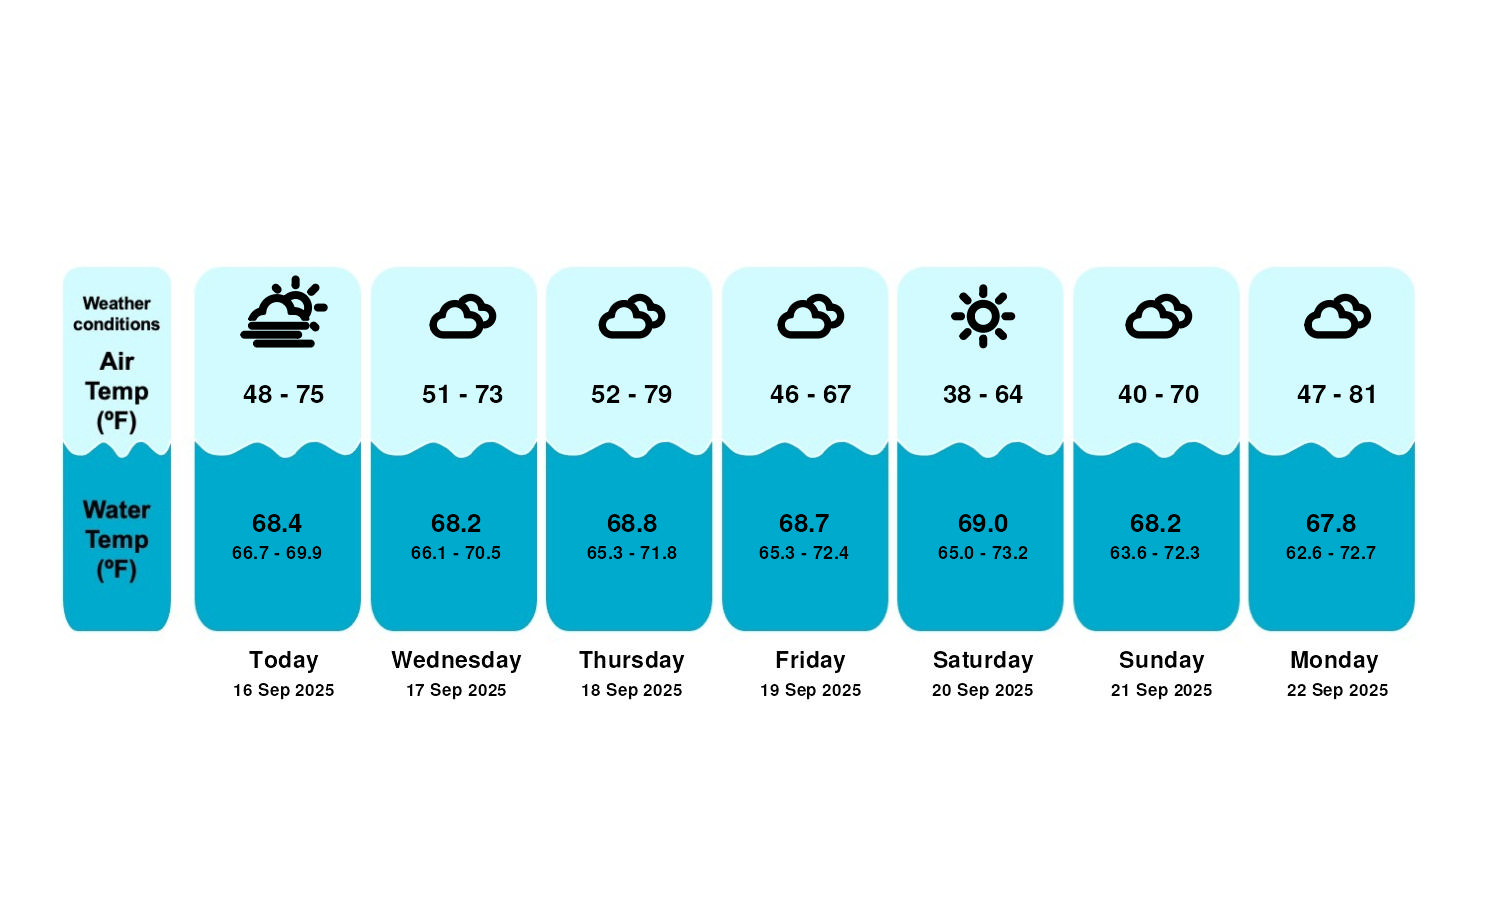 Weather
conditions
Air
Temp
(ºF)
Water
Temp
(ºF)
48 - 75
51 - 73
52 - 79
46 - 67
38 - 64
40 - 70
47 - 81
68.4
68.2
68.8
68.7
69.0
68.2
67.8
66.7 - 69.9
66.1 - 70.5
65.3 - 71.8
65.3 - 72.4
65.0 - 73.2
63.6 - 72.3
62.6 - 72.7
Today
Wednesday
Thursday
Friday
Saturday
Sunday
Monday
16 Sep 2025
17 Sep 2025
18 Sep 2025
19 Sep 2025
20 Sep 2025
21 Sep 2025
22 Sep 2025